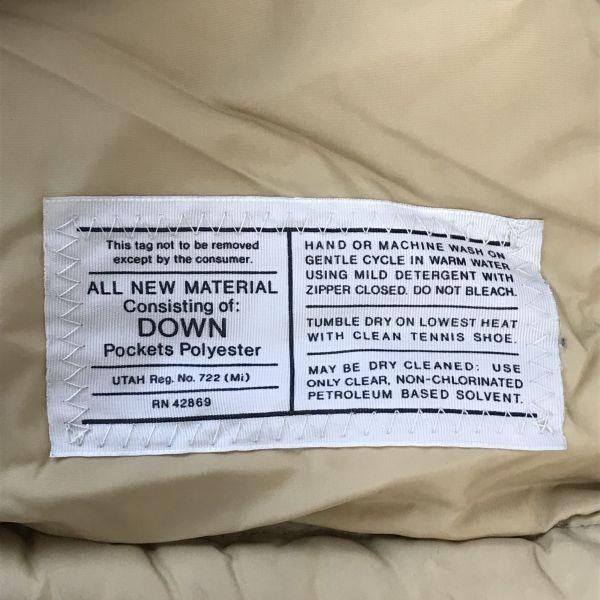 This tag not to be removed
except by the consumer.
ALL NEW MATERIAL
Consisting of:
DOWN
Pockets Polyester
UTAH Reg. No. 722 (Mi)
RN 42869
HAND OR MACHINE WASH ON
GENTLE CYCLE IN WARM WATER
USING MILD DETERGENT WITH
ZIPPER CLOSED. DO NOT BLEACH.
TUMBLE DRY ON LOWEST HEAT
WITH CLEAN TENNIS SHOE.
MAY BE DRY CLEANED: USE
ONLY CLEAR, NON-CHLORINATED
PETROLEUM BASED SOLVENT.